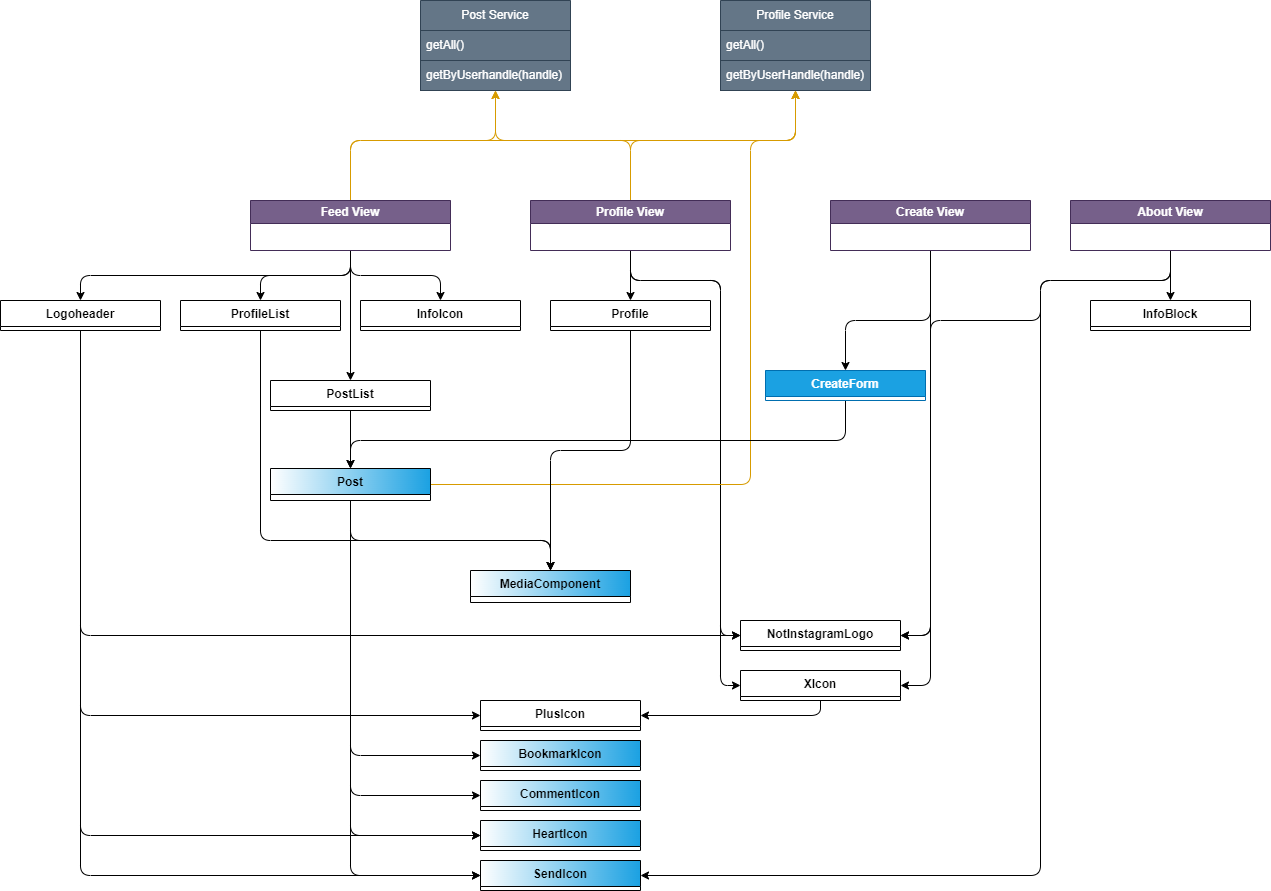 Post Service
getAll()
getByUserhandle(handle)
Profile Service
getAll()
getByUserHandle(handle)
Feed View
Profile View
Create View
About View
Logoheader
ProfileList
InfoIcon
Profile
InfoBlock
PostList
CreateForm
Post
MediaComponent
NotInstagramLogo
XIcon
PlusIcon
BookmarkIcon
CommentIcon
HeartIcon
SendIcon